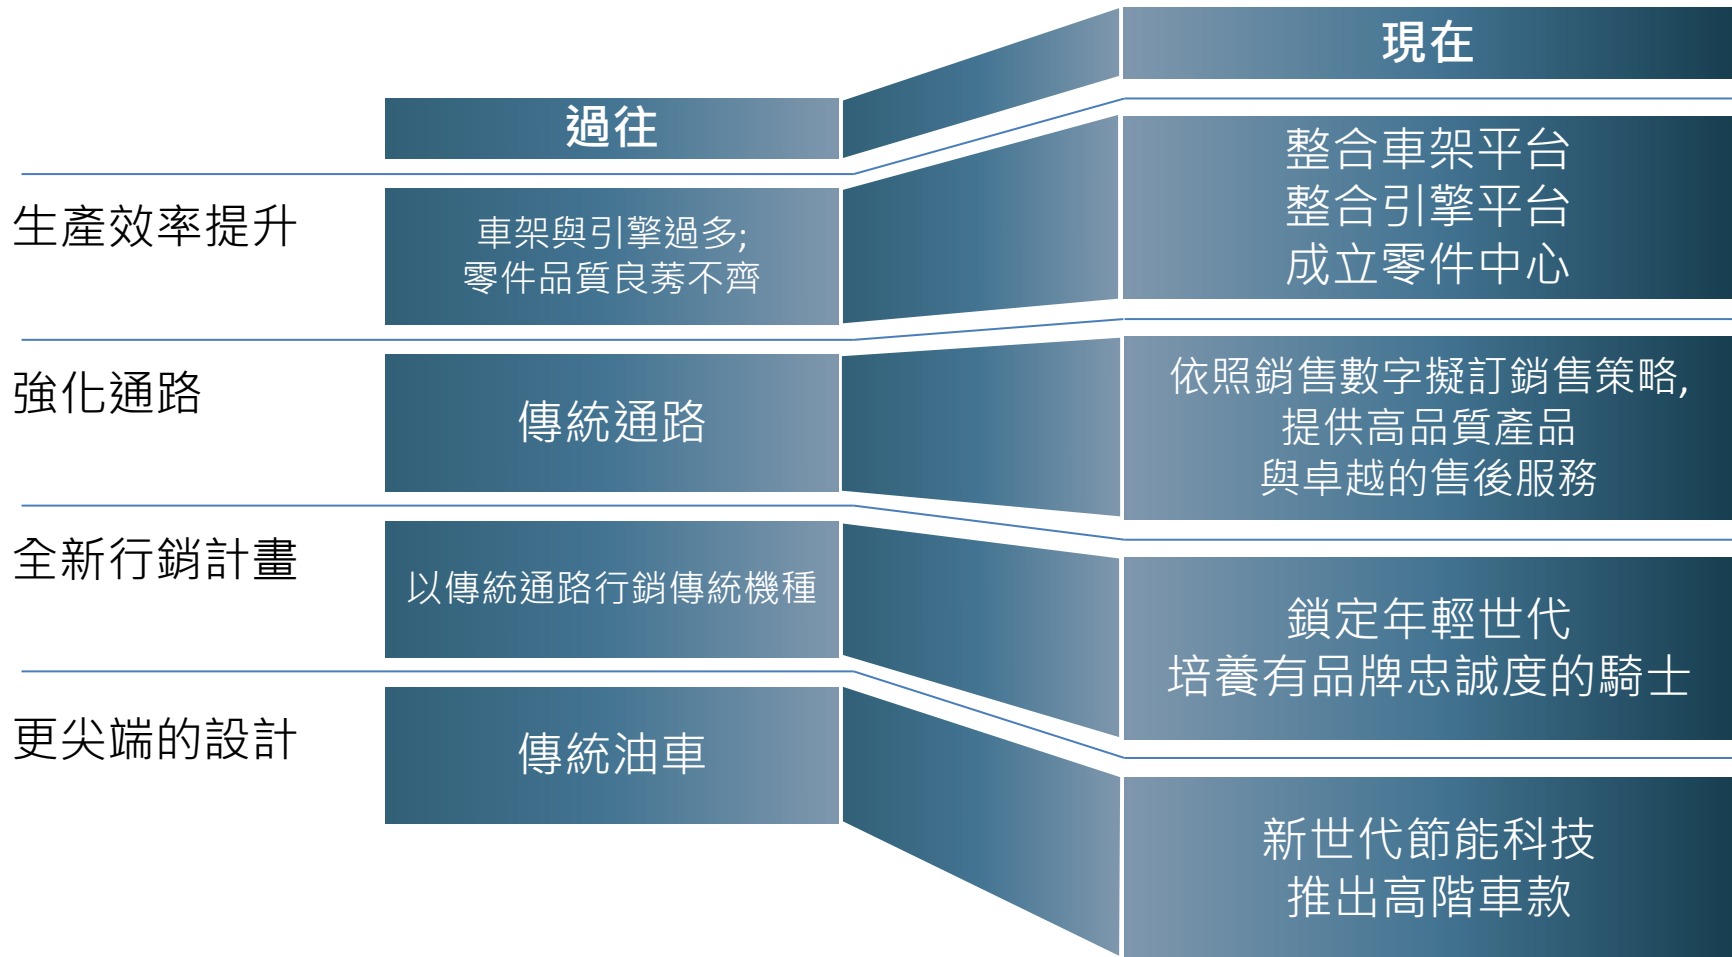 過往
現在
生產效率提升
車架與引擎過多;
零件品質良莠不齊
整合車架平台
整合引擎平台
成立零件中心
強化通路
傳統通路
依照銷售數字擬訂銷售策略,
提供高品質產品
與卓越的售後服務
全新行銷計畫
以傳統通路行銷傳統機種
鎖定年輕世代
培養有品牌忠誠度的騎士
更尖端的設計
傳統油車
新世代節能科技
推出高階車款